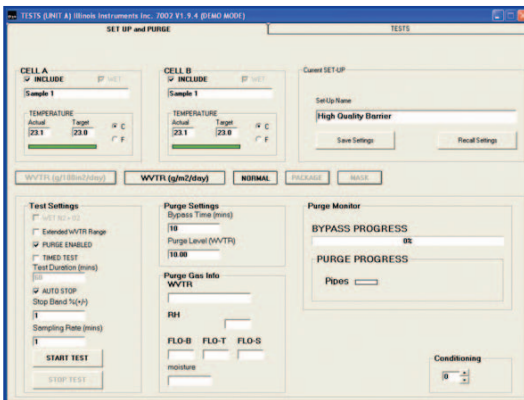 TESTS (UNIT A) Illinois Instruments Inc. 7002 V1.9.4 (DEMO MODE)
SET UP and PURGE
TESTS
CELL A
INCLUDE
WET
Sample 1
TEMPERATURE
Actual
Target
23.1
23.0
C
F
CELL B
INCLUDE
WET
Sample 1
TEMPERATURE
Actual
Target
23.1
23.0
C
F
Current SET-UP
Set-Up Name
High Quality Barrier
Save Settings
Recall Settings
WVTR (g/100in2/day)
WVTR (g/m2/day)
NORMAL
PACKAGE
MASK
Test Settings
Extended WVTR Range
PURGE ENABLED
TIMED TEST
Test Duration (mins)
AUTO STOP
Stop Band %(+/-)
1
Sampling Rate (mins)
1
START TEST
STOP TEST
Purge Settings
Bypass Time (mins)
10
Purge Level (WVTR)
10.00
Purge Gas Info
WVTR
RH
FLO-B
FLO-T
FLO-S
moisture
Purge Monitor
BYPASS PROGRESS
0%
PURGE PROGRESS
Pipes
Conditioning
0